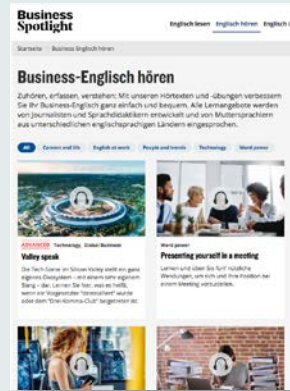 Business
Spotlight
Englisch lesen Englisch hören Englisch
Startseite Business Englisch hören
Business-Englisch hören
Zuhören, erfassen, verstehen: Mit unseren Hörtexten und -übungen verbessern
Sie Ihr Business-Englisch ganz einfach und bequem. Alle Lernangebote werden
von Journalisten und Sprachdidaktikern entwickelt und von Muttersprachlern
aus unterschiedlichen englischsprachigen Ländern eingesprochen.
All Careers and life English at work People and trends Technology Word power
ADVANCED Technology, Global Business
Valley speak
Die Tech-Szene im Silicon Valley stellt ein ganz
eigenes Ökosystem – mit einem sehr eigenen
Slang – dar. Lernen Sie hier, was es heißt,
wenn ein Vorgesetzter
oder dem "Drei-Komma-Club" beigetreten ist.
Word power
Presenting yourself in a meeting
Lernen und üben Sie fünf nützliche
Wendungen, um sich und Ihre Position bei
einem Meeting vorzustellen.